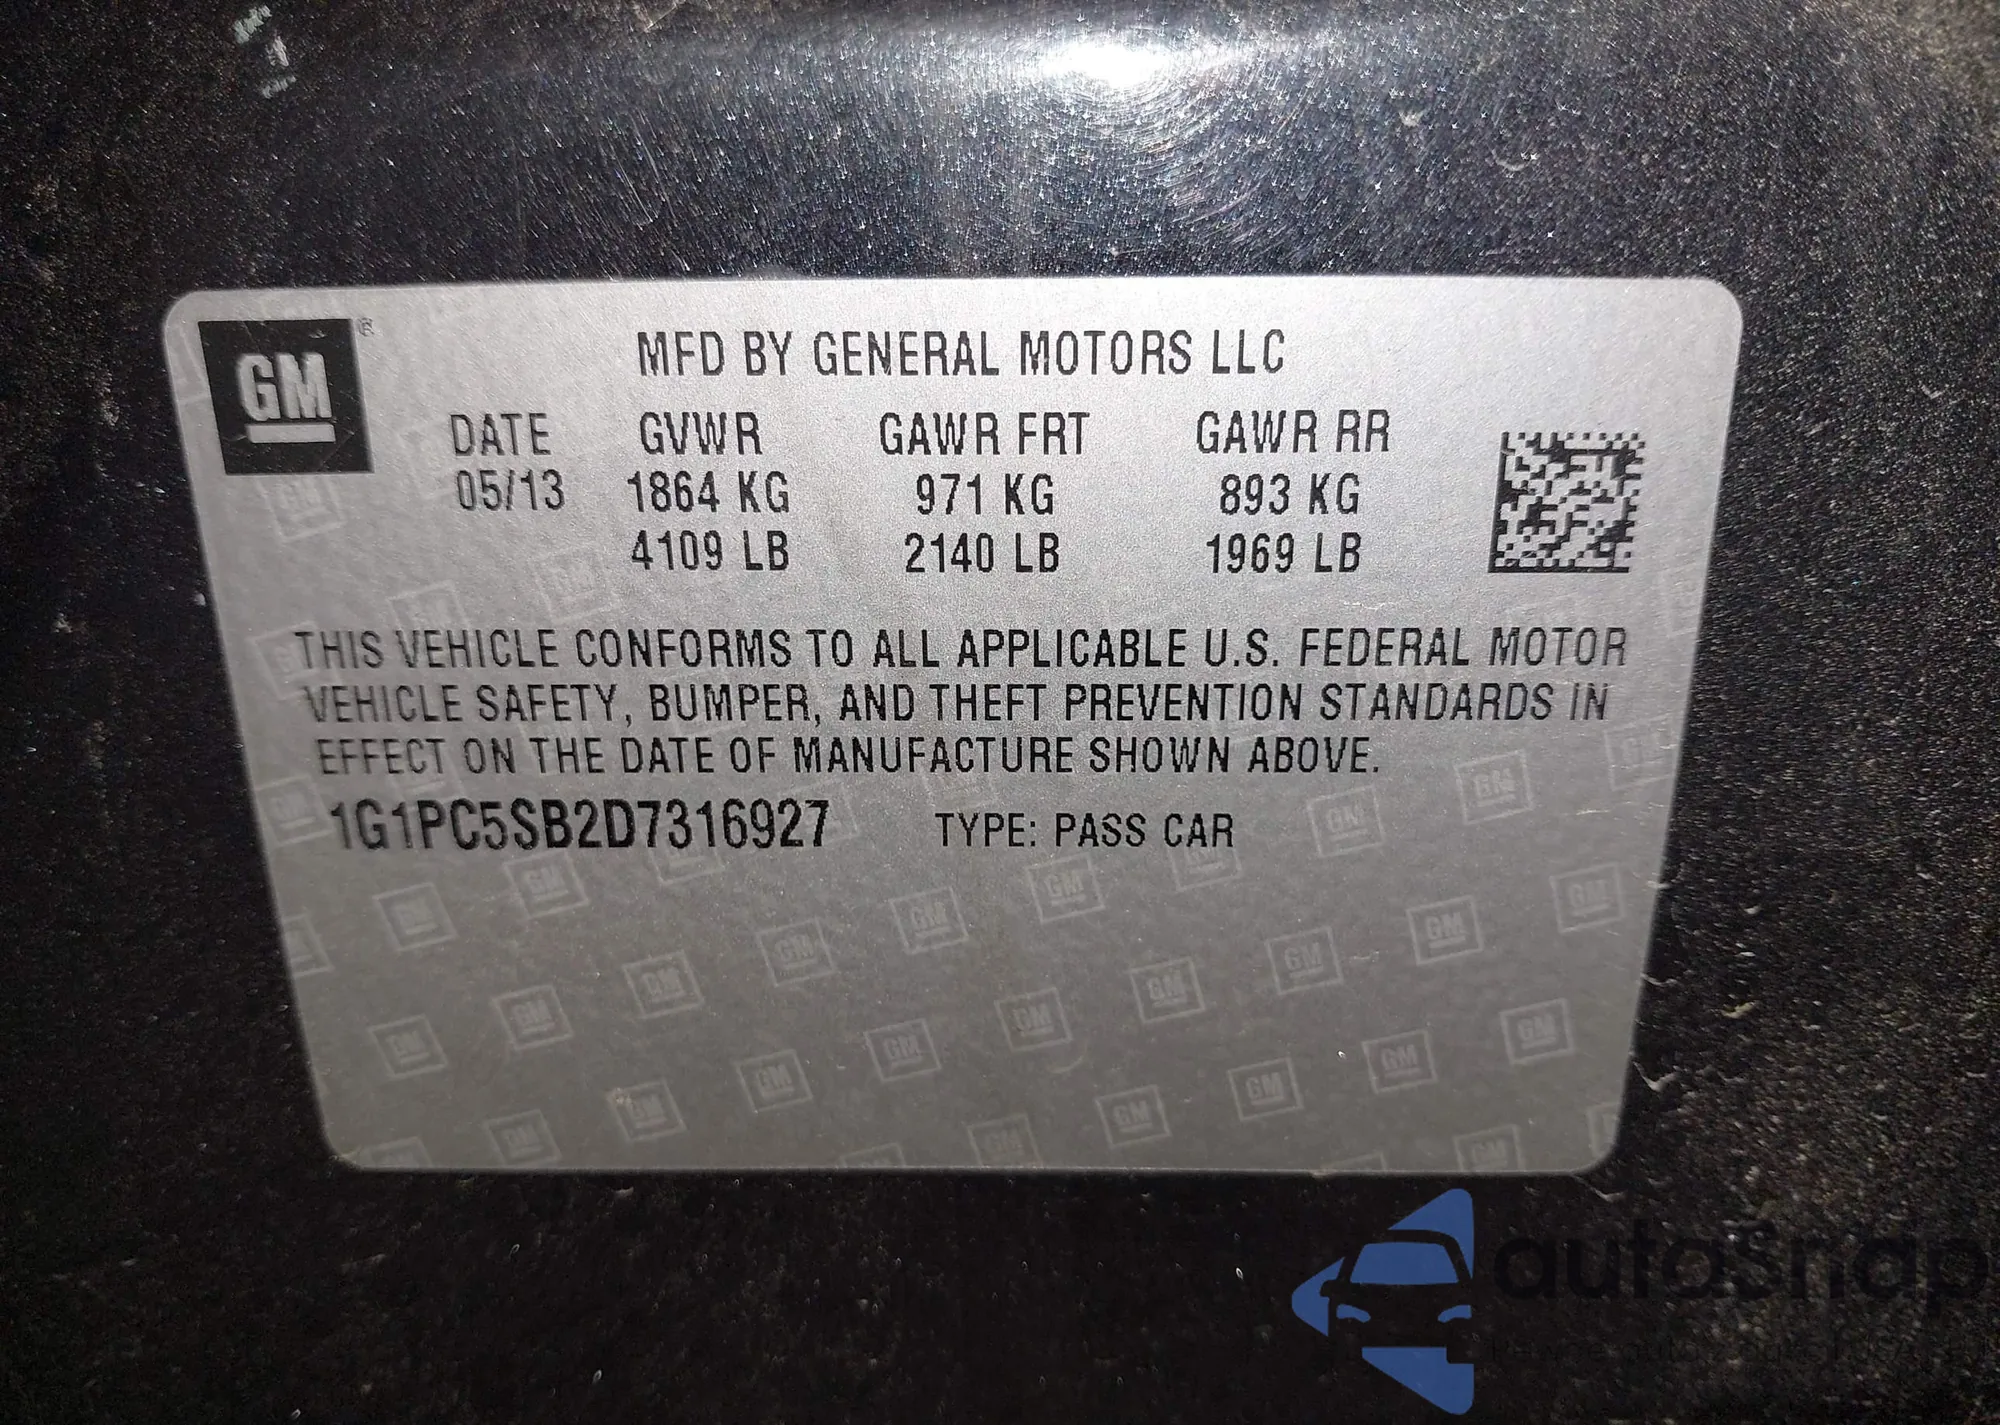 GM ®
MFD BY GENERAL MOTORS LLC
DATE GVWR GAWR FRT GAWR RR
05/13 1864 KG 971 KG 893 KG
4109 LB 2140 LB 1969 LB
THIS VEHICLE CONFORMS TO ALL APPLICABLE U.S. FEDERAL MOTOR
VEHICLE SAFETY, BUMPER, AND THEFT PREVENTION STANDARDS IN
EFFECT ON THE DATE OF MANUFACTURE SHOWN ABOVE.
1G1PC5SB2D7316927 TYPE: PASS CAR
autoSnap